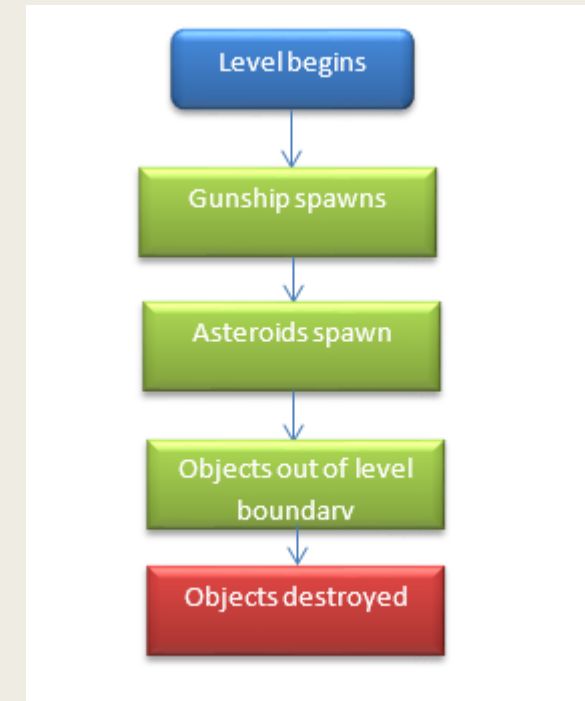 Level begins
Gunship spawns
Asteroids spawn
Objects out of level
boundary
Objects destroyed